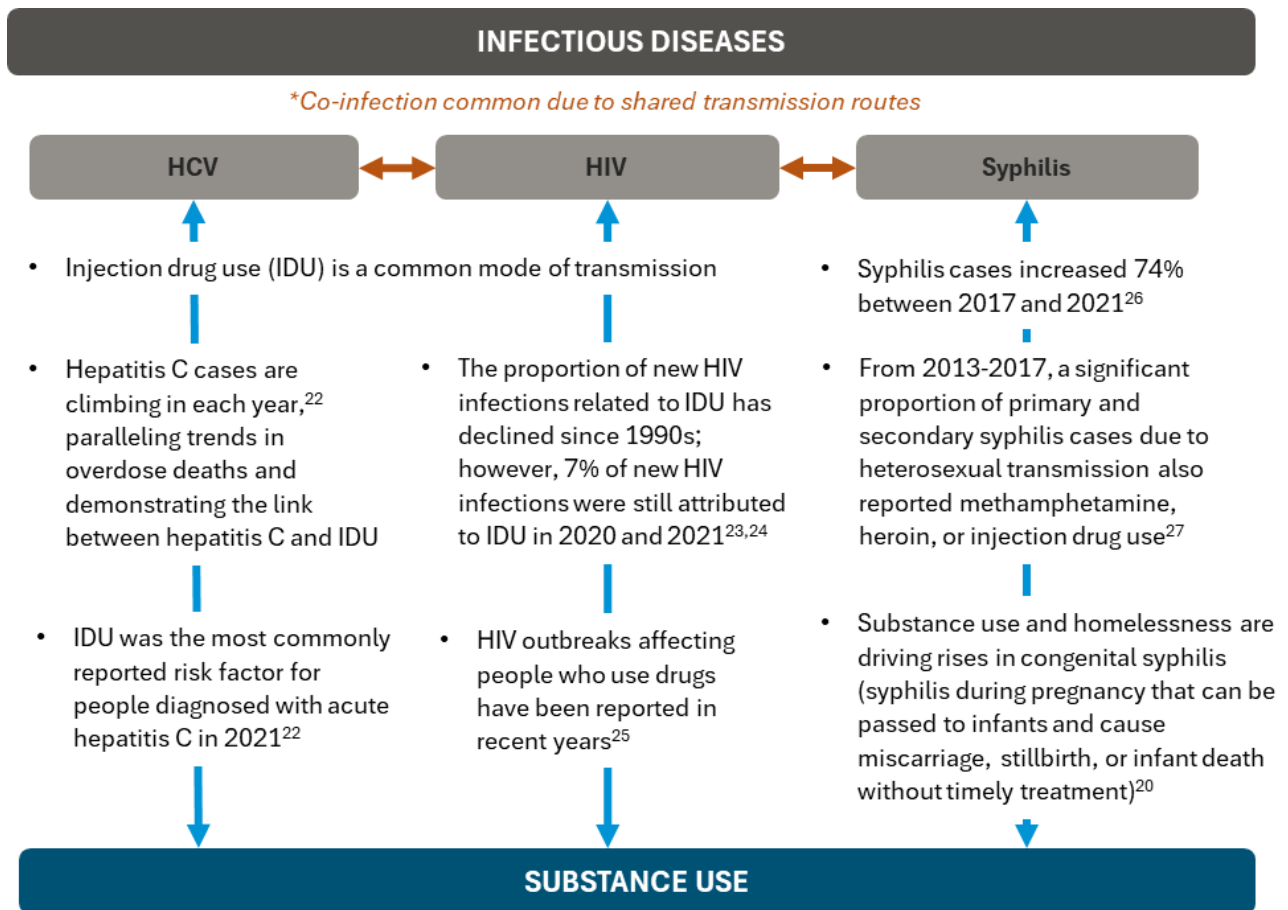 INFECTIOUS DISEASES
*Co-infection common due to shared transmission routes
HCV
HIV
Syphilis
• Injection drug use (IDU) is a common mode of transmission
• Hepatitis C cases are
climbing in each year,22
paralleling trends in
overdose deaths and
demonstrating the link
between hepatitis C and IDU
• IDU was the most commonly
reported risk factor for
people diagnosed with acute
hepatitis C in 202122
• The proportion of new HIV
infections related to IDU has
declined since 1990s;
however, 7% of new HIV
infections were still attributed
to IDU in 2020 and 202123,24
• HIV outbreaks affecting
people who use drugs
have been reported in
recent years25
• Syphilis cases increased 74%
between 2017 and 202126
• From 2013-2017, a significant
proportion of primary and
secondary syphilis cases due to
heterosexual transmission also
reported methamphetamine,
heroin, or injection drug use27
• Substance use and homelessness are
driving rises in congenital syphilis
(syphilis during pregnancy that can be
passed to infants and cause
miscarriage, stillbirth, or infant death
without timely treatment)20
SUBSTANCE USE